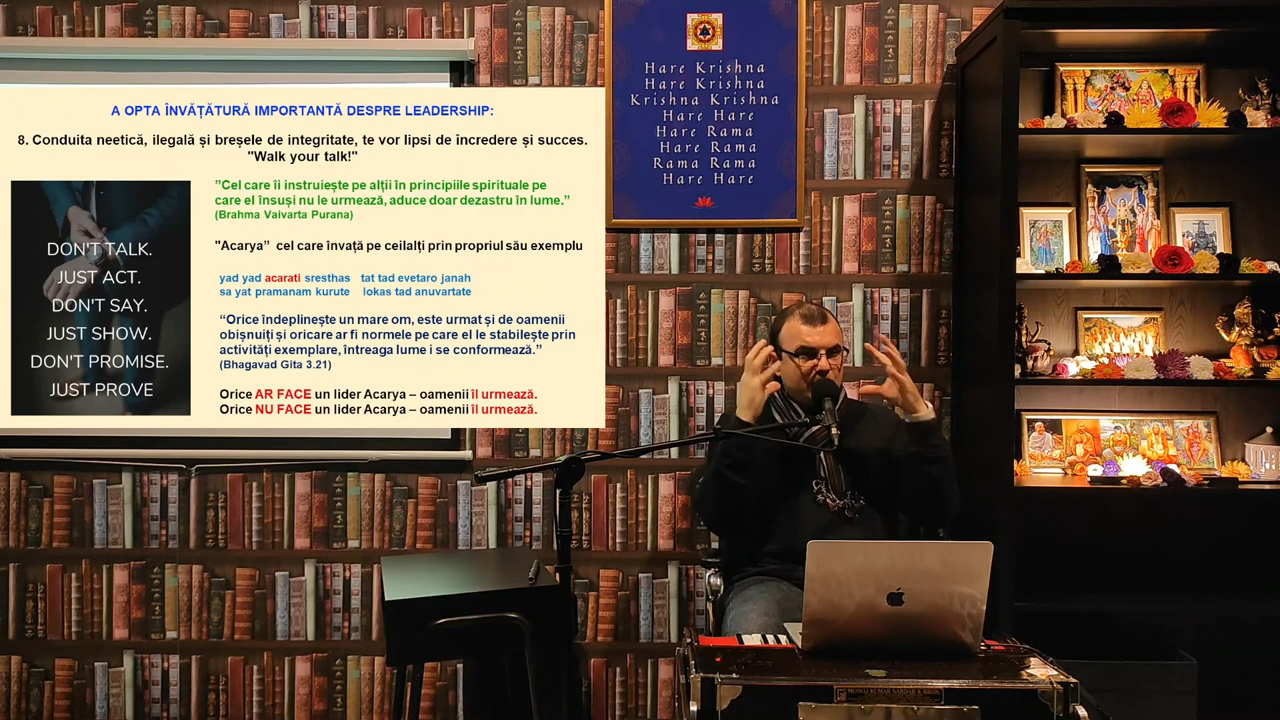 A OPTA ÎNVĂȚĂTURĂ IMPORTANTĂ DESPRE LEADERSHIP:
8. Conduita neetică, ilegală și breșele de integritate, te vor lipsi de încredere și succes.
"Walk your talk!"
DON'T TALK.
JUST ACT.
DON'T SAY.
JUST SHOW.
DON'T PROMISE.
JUST PROVE
”Cel care îi instruiește pe alții în principiile spirituale pe
care el însuși nu le urmează, aduce doar dezastru în lume.”
(Brahma Vaivarta Purana)
"Acarya” cel care învață pe ceilalți prin propriul său exemplu
yad yad acarati sresthas tat tad evetaro janah
sa yat pramanam kurute lokas tad anuvartate
“Orice îndeplinește un mare om, este urmat și de oamenii
obișnuiți și oricare ar fi normele pe care el le stabilește prin
activități exemplare, întreaga lume i se conformează.”
(Bhagavad Gita 3.21)
Orice AR FACE un lider Acarya – oamenii îl urmează.
Orice NU FACE un lider Acarya – oamenii îl urmează.
Hare Krishna
Hare Krishna
Krishna Krishna
Hare Hare
Hare Rama
Hare Rama
Rama Rama
Hare Hare